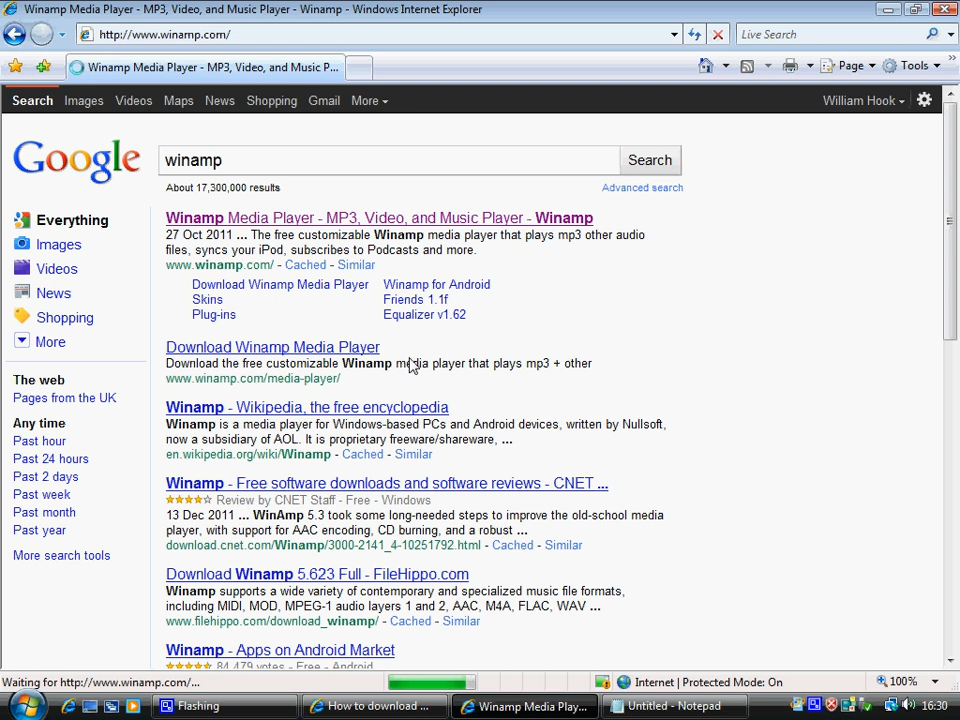 Winamp Media Player - MP3, Video, and Music Player - Winamp - Windows Internet Explorer
http://www.winamp.com/
Live Search
Winamp Media Player - MP3, Video, and Music P...
Page
Tools
Search Images Videos Maps News Shopping Gmail More
William Hook
Google
winamp
Search
About 17,300,000 results
Advanced search
Everything
Images
Videos
News
Shopping
More
The web
Pages from the UK
Any time
Past hour
Past 24 hours
Past 2 days
Past week
Past month
Past year
More search tools
Winamp Media Player - MP3, Video, and Music Player - Winamp
27 Oct 2011 ... The free customizable Winamp media player that plays mp3 other audio
files, syncs your iPod, subscribes to Podcasts and more.
www.winamp.com/ - Cached - Similar
Download Winamp Media Player Winamp for Android
Skins Friends 1.1f
Plug-ins Equalizer v1.62
Download Winamp Media Player
Download the free customizable Winamp media player that plays mp3 + other
www.winamp.com/media-player/
Winamp - Wikipedia, the free encyclopedia
Winamp is a media player for Windows-based PCs and Android devices, written by Nullsoft,
now a subsidiary of AOL. It is proprietary freeware/shareware, ...
en.wikipedia.org/wiki/Winamp - Cached - Similar
Winamp - Free software downloads and software reviews - CNET ...
Review by CNET Staff - Free - Windows
13 Dec 2011 ... WinAmp 5.3 took some long-needed steps to improve the old-school media
player, with support for AAC encoding, CD burning, and a robust ...
download.cnet.com/Winamp/3000-2141_4-10251792.html - Cached - Similar
Download Winamp 5.623 Full - FileHippo.com
Winamp supports a wide variety of contemporary and specialized music file formats,
including MIDI, MOD, MPEG-1 audio layers 1 and 2, AAC, M4A, FLAC, WAV ...
www.filehippo.com/download_winamp/ - Cached - Similar
Winamp - Apps on Android Market
84,479 votes - Free - Android
Waiting for http://www.winamp.com/...
Internet | Protected Mode: On
100%
Flashing
How to download ...
Winamp Media Play...
Untitled - Notepad
16:30